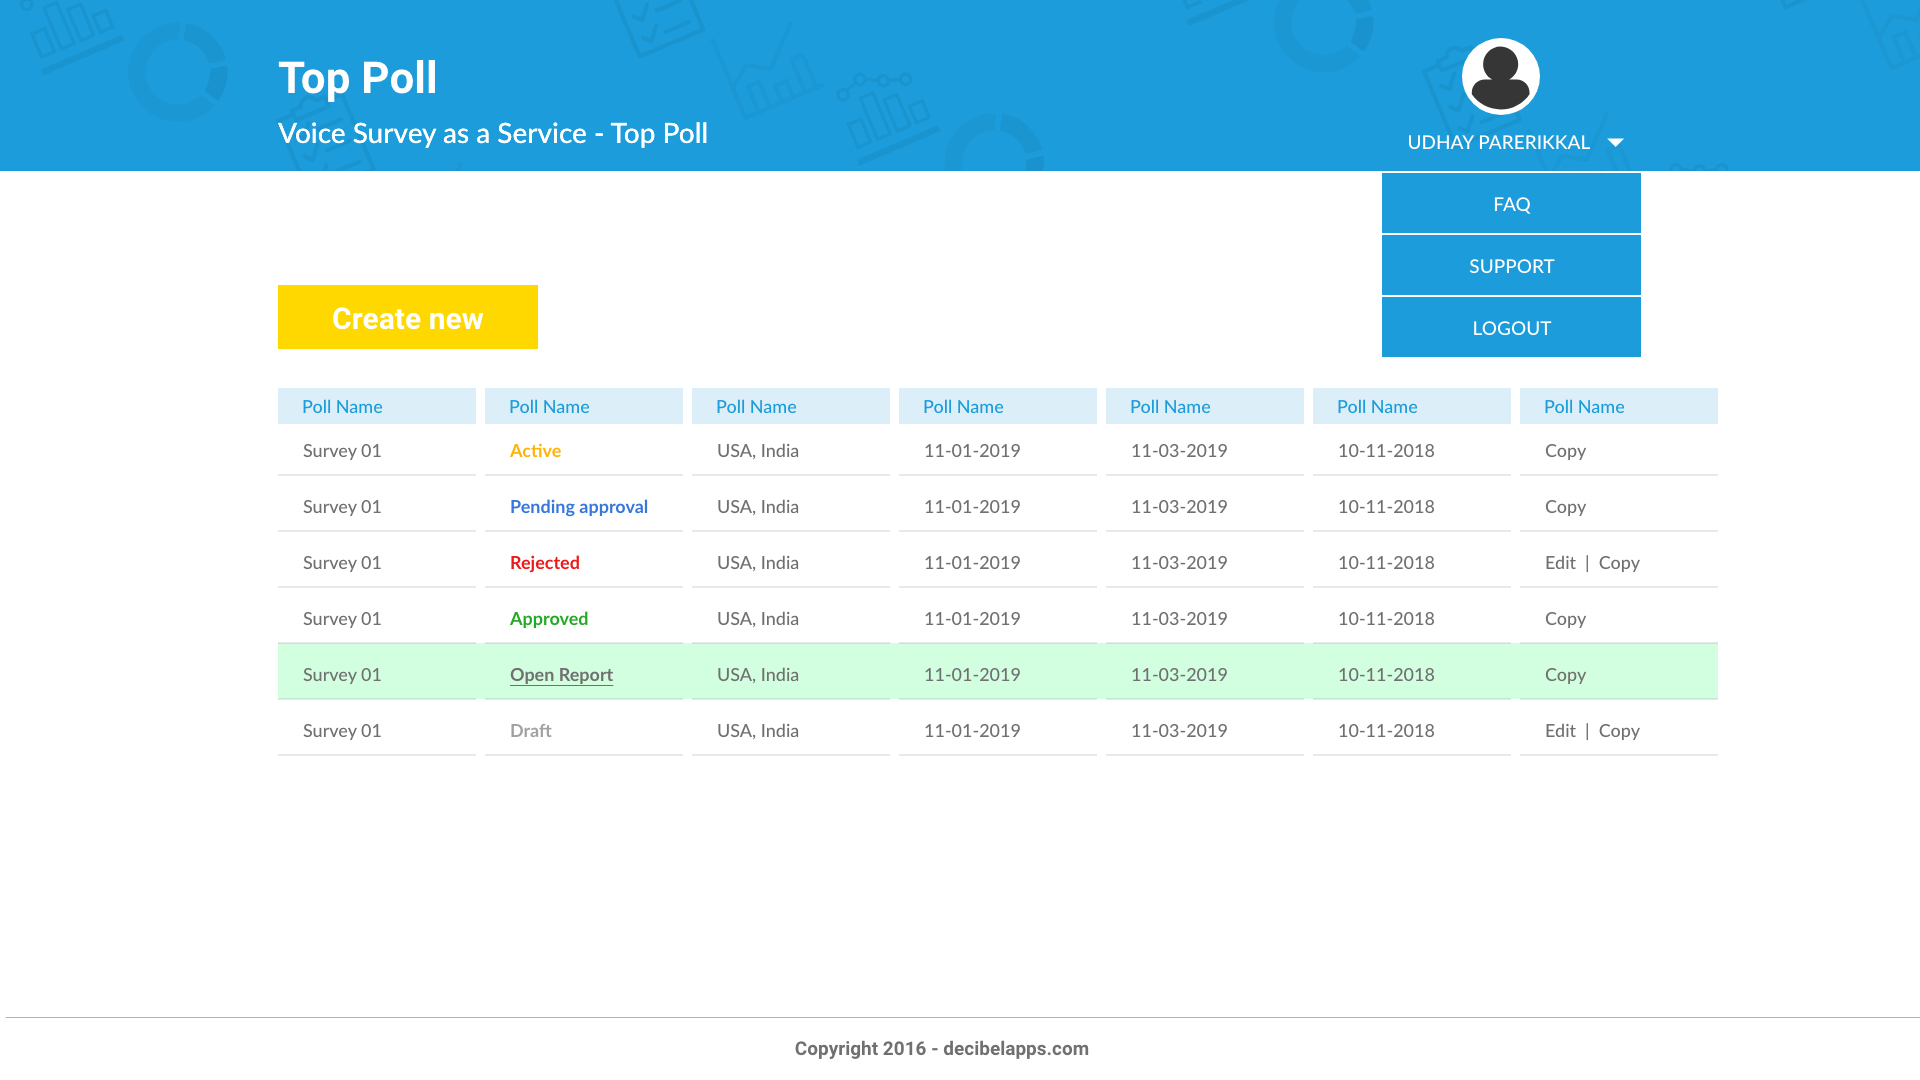 Top Poll
Voice Survey as a Service - Top Poll
UDHAY PARERIKKAL
FAQ
SUPPORT
LOGOUT
Create new
Poll Name Poll Name Poll Name Poll Name Poll Name Poll Name Poll Name
Survey 01 Active USA, India 11-01-2019 11-03-2019 10-11-2018 Copy
Survey 01 Pending approval USA, India 11-01-2019 11-03-2019 10-11-2018 Copy
Survey 01 Rejected USA, India 11-01-2019 11-03-2019 10-11-2018 Edit | Copy
Survey 01 Approved USA, India 11-01-2019 11-03-2019 10-11-2018 Copy
Survey 01 Open Report USA, India 11-01-2019 11-03-2019 10-11-2018 Copy
Survey 01 Draft USA, India 11-01-2019 11-03-2019 10-11-2018 Edit | Copy
Copyright 2016 - decibelapps.com